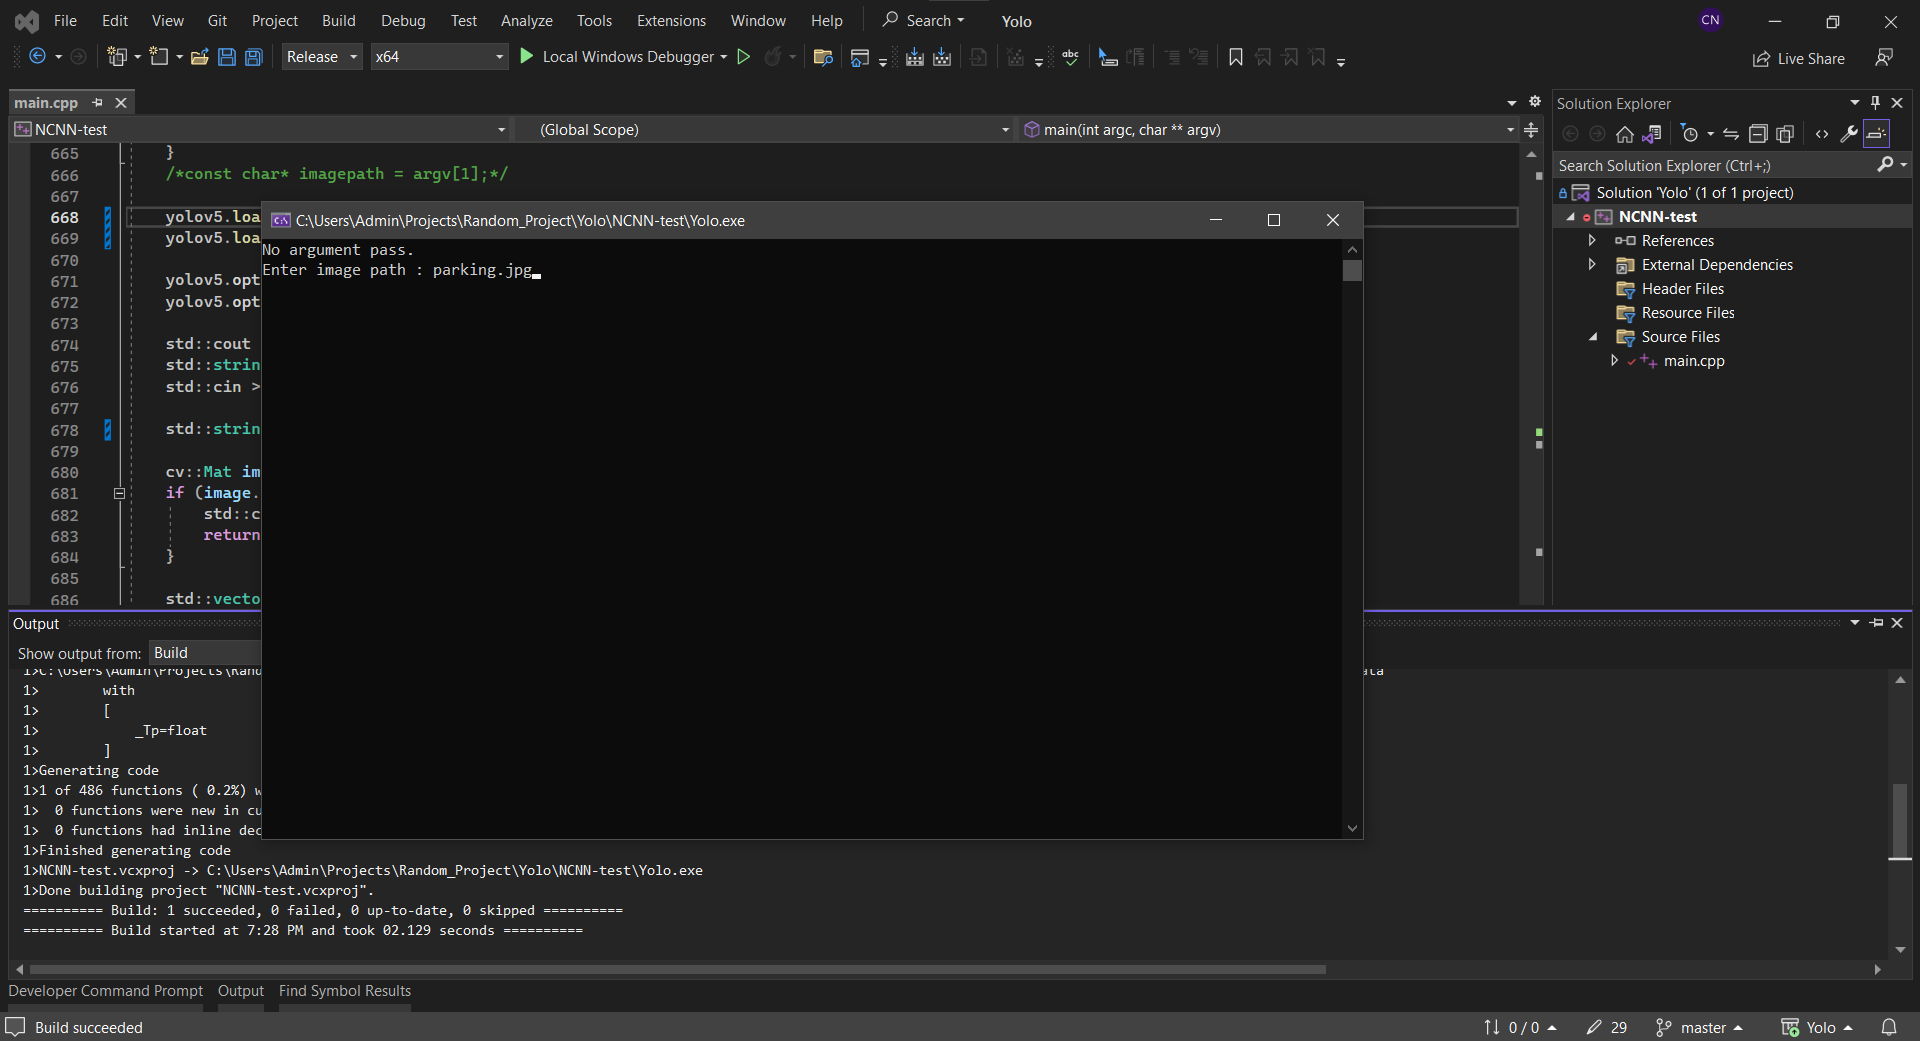 File Edit View Git Project Build Debug Test Analyze Tools Extensions Window Help Search Yolo CN
Release x64 Local Windows Debugger abc Live Share
main.cpp
NCNN-test (Global Scope) main(int argc, char ** argv)
665 }
666 /*const char* imagepath = argv[1];*/
667
668 yolov5.loa
669 yolov5.loa
670
671 yolov5.opt
672 yolov5.opt
673
674 std::cout
675 std::strin
676 std::cin >
677
678 std::strin
679
680 cv::Mat im
681 if (image.
682 std::c
683 return
684 }
685
686 std::vecto
C:\Users\Admin\Projects\Random_Project\Yolo\NCNN-test\Yolo.exe
No argument pass.
Enter image path : parking.jpg
Solution Explorer
Search Solution Explorer (Ctrl+;)
Solution 'Yolo' (1 of 1 project)
NCNN-test
References
External Dependencies
Header Files
Resource Files
Source Files
main.cpp
Output
Show output from: Build
1>C:\Users\Admin\Projects\Rand ata
1> with
1> [
1> _Tp=float
1> ]
1>Generating code
1>1 of 486 functions ( 0.2%) w
1> 0 functions were new in cu
1> 0 functions had inline dec
1>Finished generating code
1>NCNN-test.vcxproj -> C:\Users\Admin\Projects\Random_Project\Yolo\NCNN-test\Yolo.exe
1>Done building project "NCNN-test.vcxproj".
========== Build: 1 succeeded, 0 failed, 0 up-to-date, 0 skipped ==========
========== Build started at 7:28 PM and took 02.129 seconds ==========
Developer Command Prompt Output Find Symbol Results
Build succeeded 0 / 0 29 master Yolo